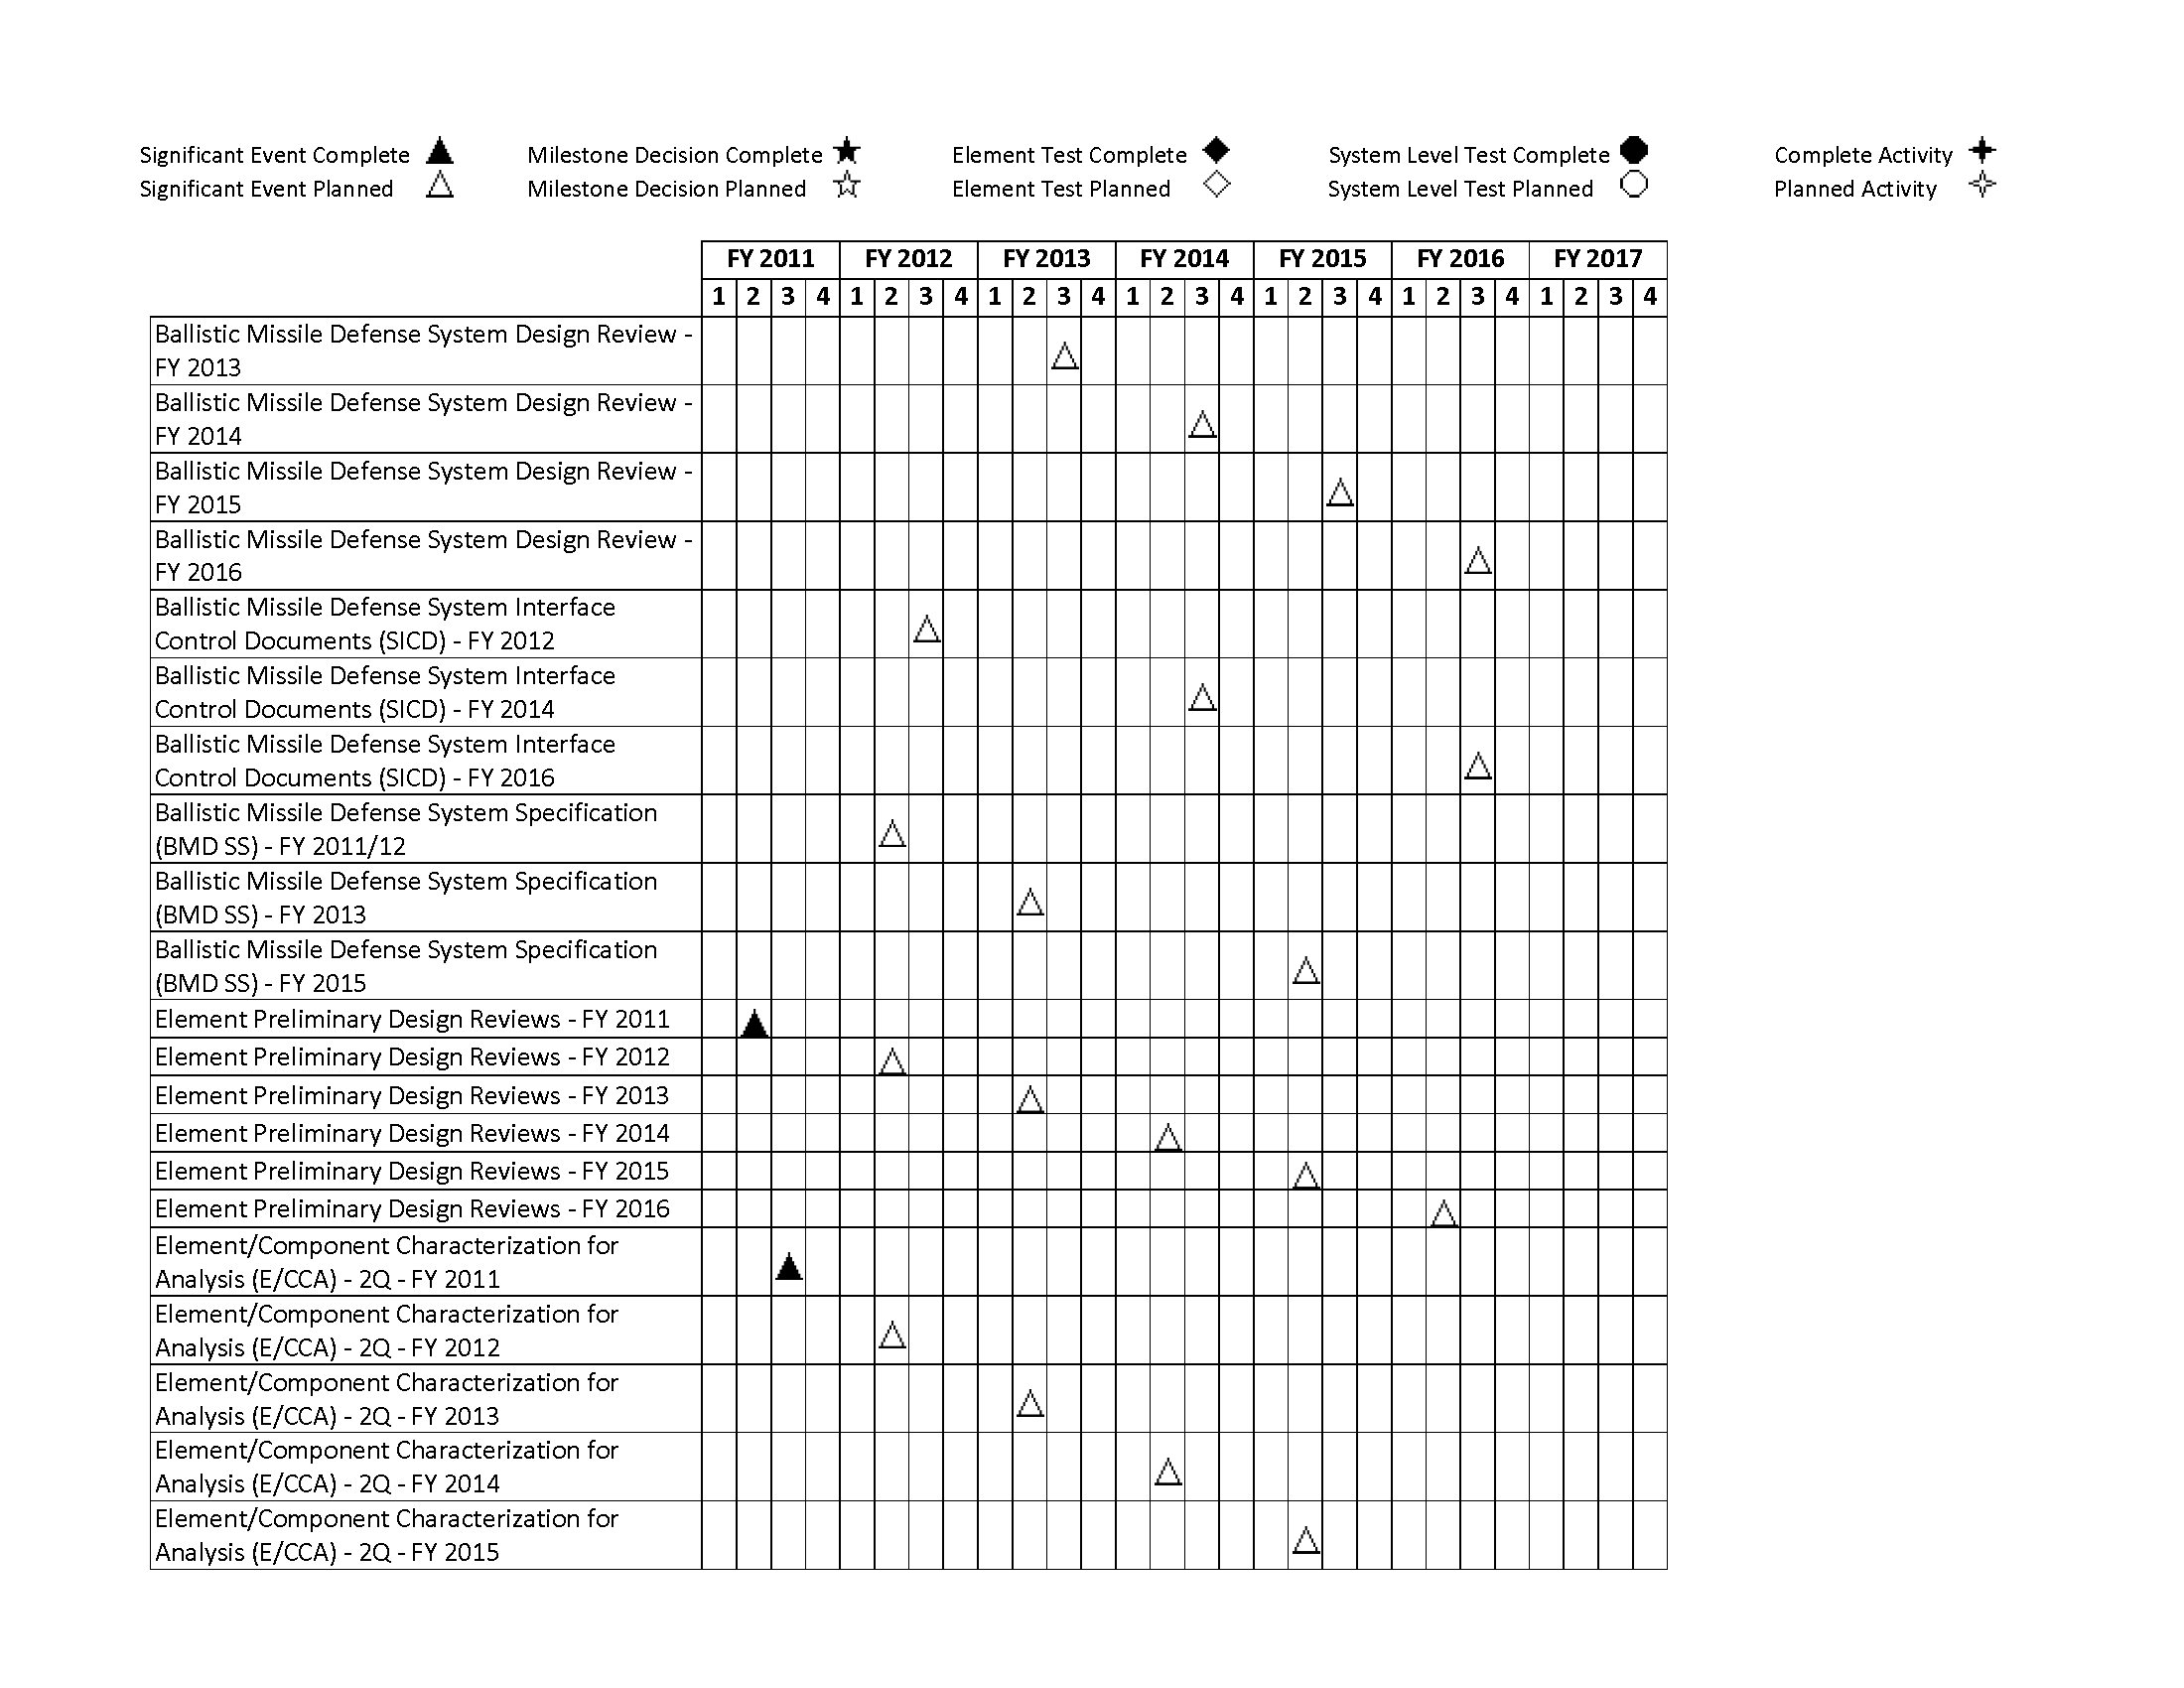 Significant Event Complete Milestone Decision Complete Element Test Complete System Level Test Complete Complete Activity
Significant Event Planned Milestone Decision Planned Element Test Planned System Level Test Planned Planned Activity
FY 2011 FY 2012 FY 2013 FY 2014 FY 2015 FY 2016 FY 2017
1 2 3 4 1 2 3 4 1 2 3 4 1 2 3 4 1 2 3 4 1 2 3 4 1 2 3 4
Ballistic Missile Defense System Design Review -
FY 2013
Ballistic Missile Defense System Design Review -
FY 2014
Ballistic Missile Defense System Design Review -
FY 2015
Ballistic Missile Defense System Design Review -
FY 2016
Ballistic Missile Defense System Interface
Control Documents (SICD) - FY 2012
Ballistic Missile Defense System Interface
Control Documents (SICD) - FY 2014
Ballistic Missile Defense System Interface
Control Documents (SICD) - FY 2016
Ballistic Missile Defense System Specification
(BMD SS) - FY 2011/12
Ballistic Missile Defense System Specification
(BMD SS) - FY 2013
Ballistic Missile Defense System Specification
(BMD SS) - FY 2015
Element Preliminary Design Reviews - FY 2011
Element Preliminary Design Reviews - FY 2012
Element Preliminary Design Reviews - FY 2013
Element Preliminary Design Reviews - FY 2014
Element Preliminary Design Reviews - FY 2015
Element Preliminary Design Reviews - FY 2016
Element/Component Characterization for
Analysis (E/CCA) - 2Q - FY 2011
Element/Component Characterization for
Analysis (E/CCA) - 2Q - FY 2012
Element/Component Characterization for
Analysis (E/CCA) - 2Q - FY 2013
Element/Component Characterization for
Analysis (E/CCA) - 2Q - FY 2014
Element/Component Characterization for
Analysis (E/CCA) - 2Q - FY 2015